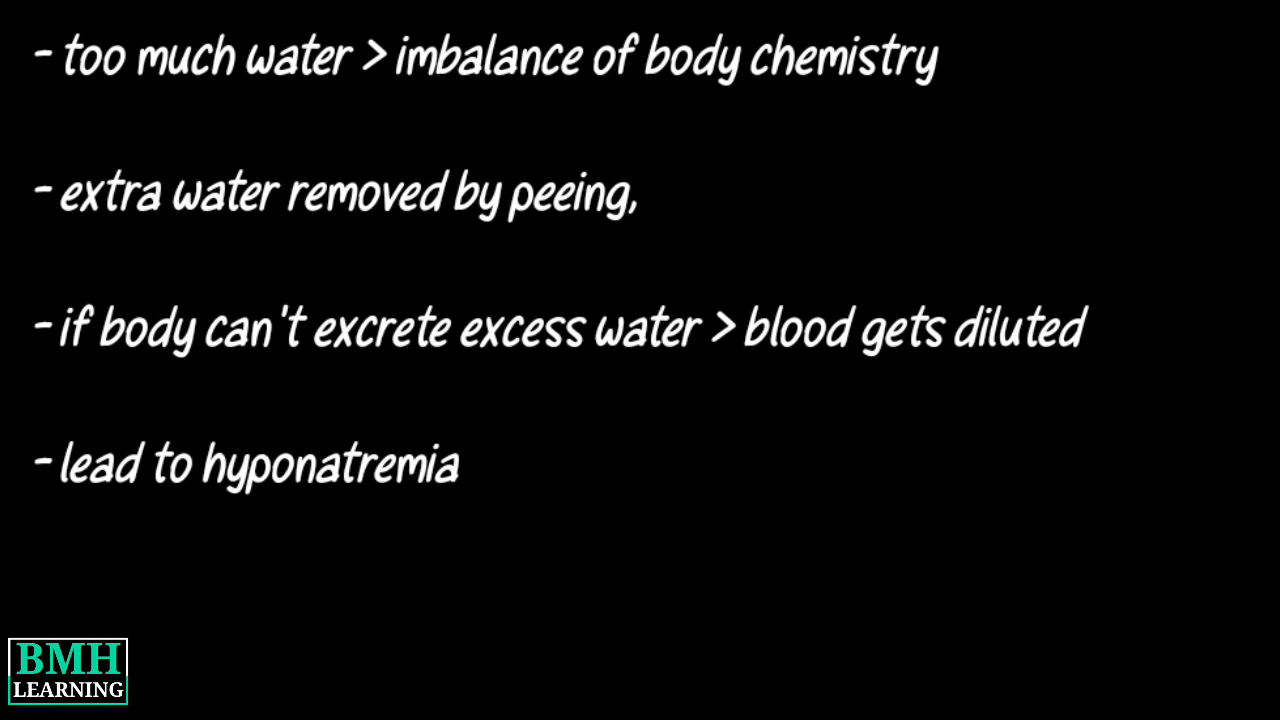 - too much water > imbalance of body chemistry
- extra water removed by peeing,
- if body can't excrete excess water > blood gets diluted
- lead to hyponatremia
BMH
LEARNING